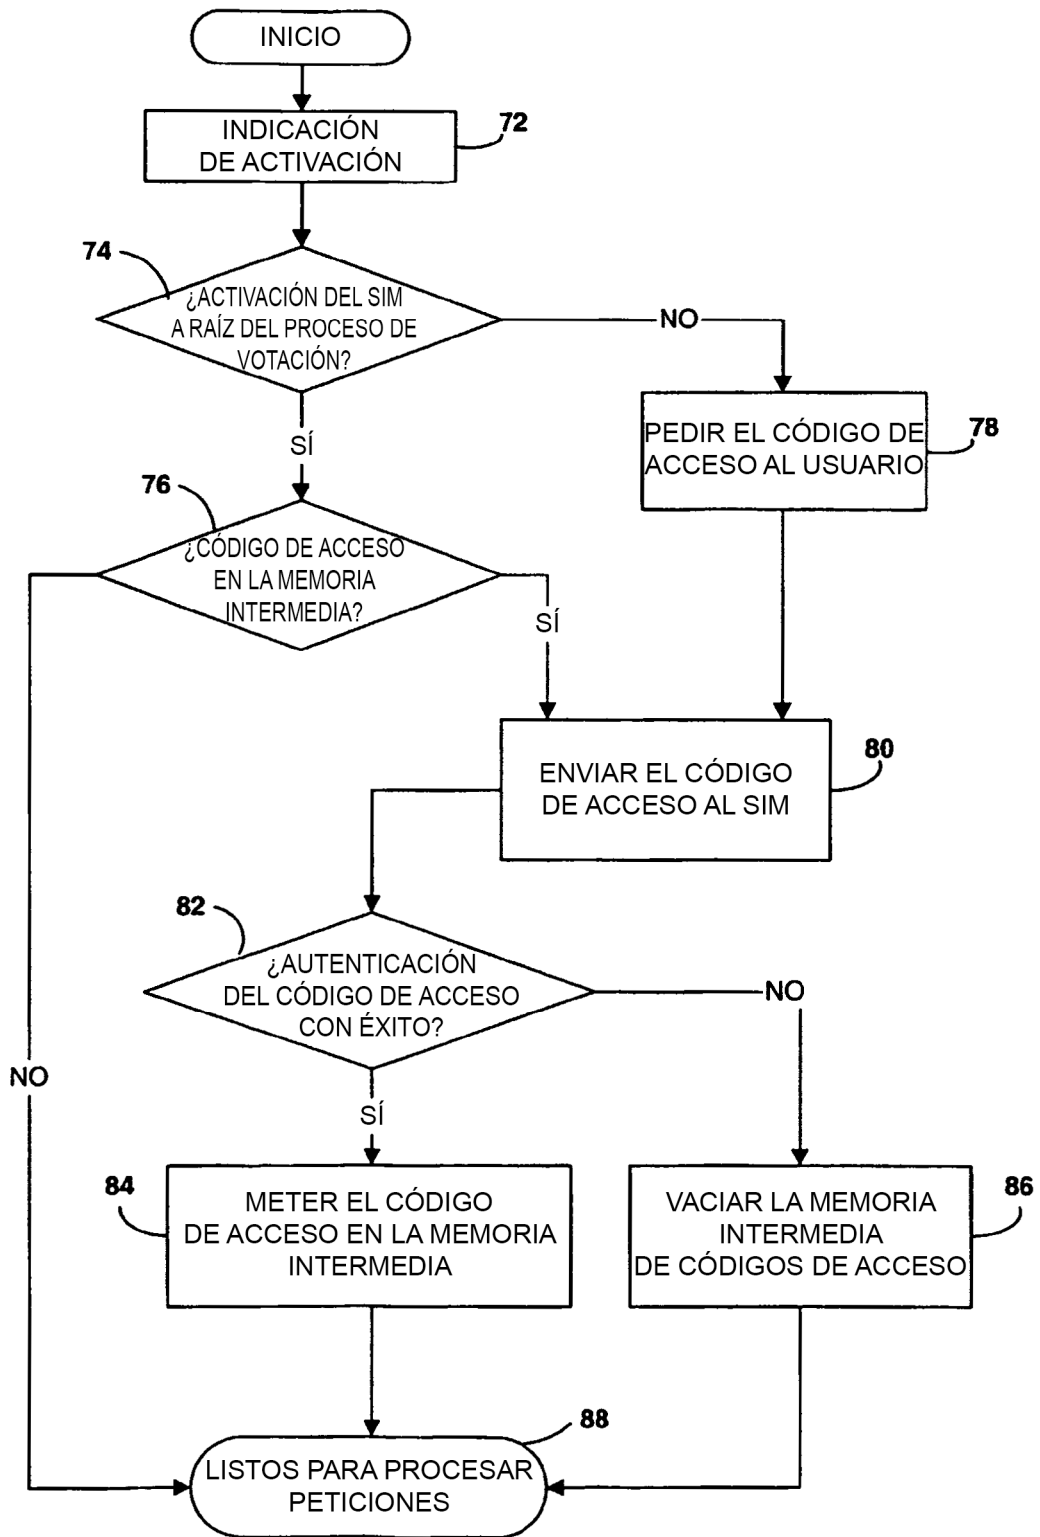 INICIO
INDICACIÓN
DE ACTIVACIÓN
72
74
¿ACTIVACIÓN DEL SIM
A RAÍZ DEL PROCESO DE
VOTACIÓN?
NO
SÍ
PEDIR EL CÓDIGO DE
ACCESO AL USUARIO
78
76
¿CÓDIGO DE ACCESO
EN LA MEMORIA
INTERMEDIA?
SÍ
ENVIAR EL CÓDIGO
DE ACCESO AL SIM
80
82
¿AUTENTICACIÓN
DEL CÓDIGO DE ACCESO
CON ÉXITO?
NO
NO
SÍ
84
METER EL CÓDIGO
DE ACCESO EN LA MEMORIA
INTERMEDIA
VACIAR LA MEMORIA
INTERMEDIA
DE CÓDIGOS DE ACCESO
86
88
LISTOS PARA PROCESAR
PETICIONES